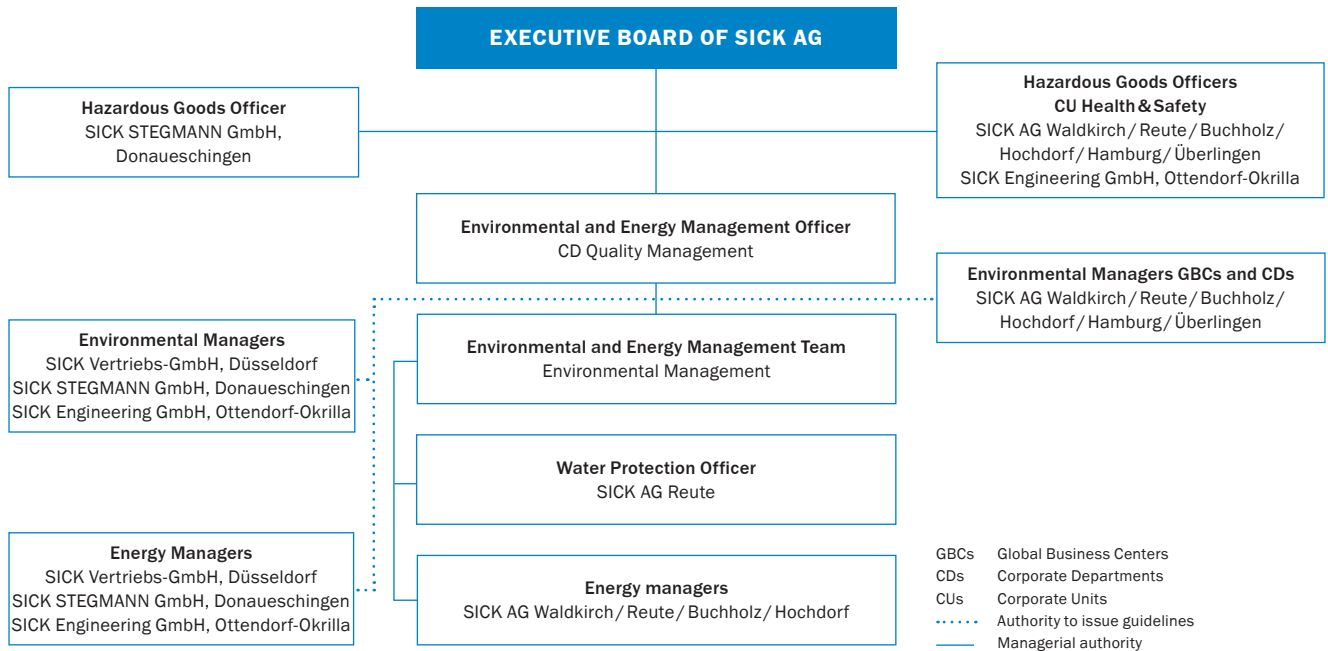 EXECUTIVE BOARD OF SICK AG
Hazardous Goods Officer
SICK STEGMANN GmbH,
Donaueschingen
Hazardous Goods Officers
CU Health & Safety
SICK AG Waldkirch / Reute / Buchholz /
Hochdorf / Hamburg / Überlingen
SICK Engineering GmbH, Ottendorf-Okrilla
Environmental and Energy Management Officer
CD Quality Management
Environmental Managers GBCs and CDs
SICK AG Waldkirch / Reute / Buchholz /
Hochdorf / Hamburg / Überlingen
Environmental Managers
SICK Vertriebs-GmbH, Düsseldorf
SICK STEGMANN GmbH, Donaueschingen
SICK Engineering GmbH, Ottendorf-Okrilla
Environmental and Energy Management Team
Environmental Management
Water Protection Officer
SICK AG Reute
Energy Managers
SICK Vertriebs-GmbH, Düsseldorf
SICK STEGMANN GmbH, Donaueschingen
SICK Engineering GmbH, Ottendorf-Okrilla
Energy managers
SICK AG Waldkirch / Reute / Buchholz / Hochdorf
GBCs Global Business Centers
CDs Corporate Departments
CUs Corporate Units
Authority to issue guidelines
Managerial authority